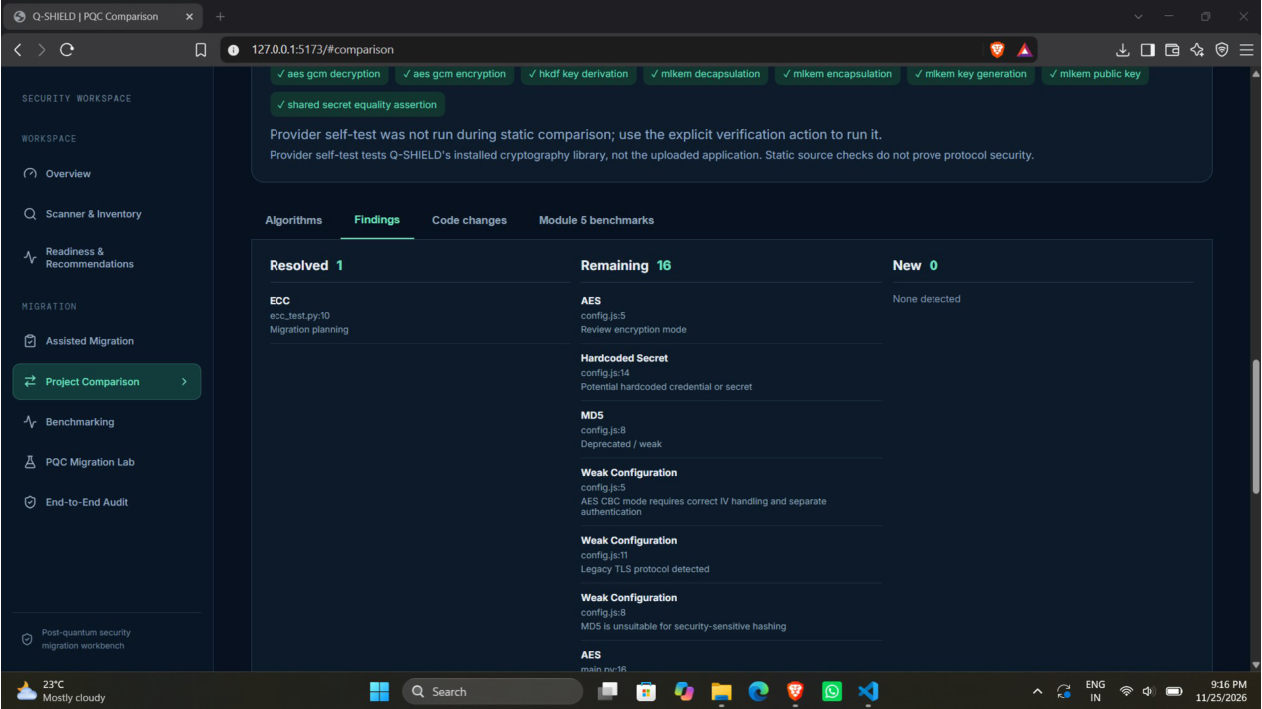 Q-SHIELD | PQC Comparison
127.0.0.1:5173/#comparison
SECURITY WORKSPACE
WORKSPACE
Overview
Scanner & Inventory
Readiness &
Recommendations
MIGRATION
Assisted Migration
Project Comparison
Benchmarking
PQC Migration Lab
End-to-End Audit
Post-quantum security
migration workbench
✓ aes gcm decryption ✓ aes gcm encryption ✓ hkdf key derivation ✓ mlkem decapsulation ✓ mlkem encapsulation ✓ mlkem key generation ✓ mlkem public key
✓ shared secret equality assertion
Provider self-test was not run during static comparison; use the explicit verification action to run it.
Provider self-test tests Q-SHIELD's installed cryptography library, not the uploaded application. Static source checks do not prove protocol security.
Algorithms Findings Code changes Module 5 benchmarks
Resolved 1
ECC
ecc_test.py:10
Migration planning
Remaining 16
AES
config.js:5
Review encryption mode
Hardcoded Secret
config.js:14
Potential hardcoded credential or secret
MD5
config.js:8
Deprecated / weak
Weak Configuration
config.js:5
AES CBC mode requires correct IV handling and separate
authentication
Weak Configuration
config.js:11
Legacy TLS protocol detected
Weak Configuration
config.js:8
MD5 is unsuitable for security-sensitive hashing
AES
main.py:16
New 0
None detected
23°C
Mostly cloudy
Search
ENG
IN
9:16 PM
11/25/2026